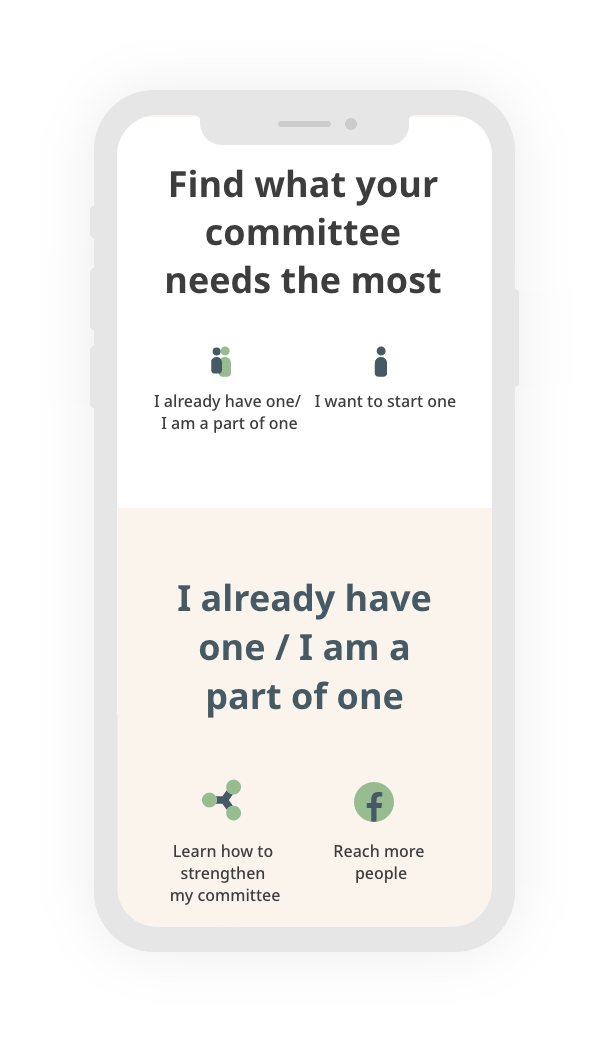 Find what your
committee
needs the most
I already have one/
I am a part of one
I want to start one
I already have
one / I am a
part of one
Learn how to
strengthen
my committee
Reach more
people